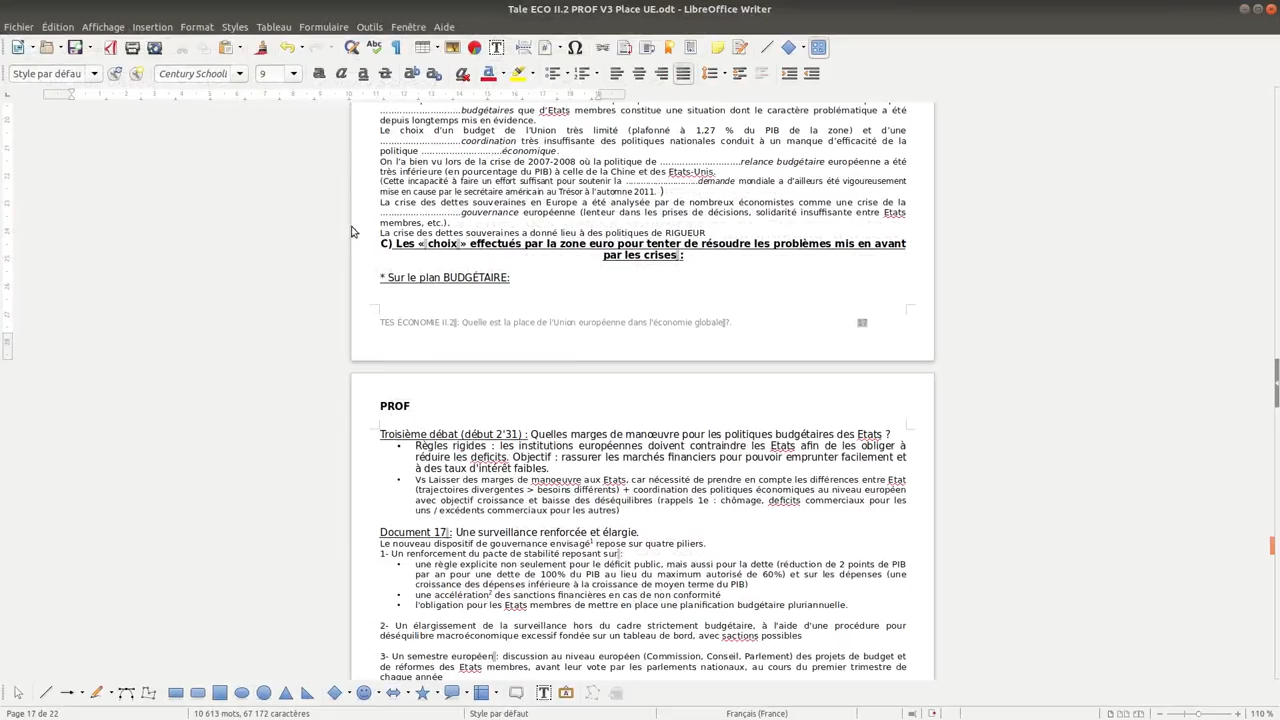 Tale ECO II.2 PROF V3 Place UE.odt - LibreOffice Writer
Fichier Édition Affichage Insertion Format Styles Tableau Formulaire Outils Fenêtre Aide
Style par défau Century Schoolb 9
1 1 2 3 4 5 6 7 8 9 10 11 12 13 14 15 16 17 18
..............................budgétaires que d'Etats membres constitue une situation dont le caractère problématique a été
depuis longtemps mis en évidence.
Le choix d'un budget de l'Union très limité (plafonné à 1,27 % du PIB de la zone) et d'une
..............................coordination très insuffisante des politiques nationales conduit à un manque d'efficacité de la
politique ..............................économique.
On l'a bien vu lors de la crise de 2007-2008 où la politique de ..............................relance budgétaire européenne a été
très inférieure (en pourcentage du PIB) à celle de la Chine et des Etats-Unis.
(Cette incapacité à faire un effort suffisant pour soutenir la ..............................demande mondiale a d'ailleurs été vigoureusement
mise en cause par le secrétaire américain au Trésor à l'automne 2011. )
La crise des dettes souveraines en Europe a été analysée par de nombreux économistes comme une crise de la
..............................gouvernance européenne (lenteur dans les prises de décisions, solidarité insuffisante entre Etats
membres, etc.).
La crise des dettes souveraines a donné lieu à des politiques de RIGUEUR
C) Les « choix » effectués par la zone euro pour tenter de résoudre les problèmes mis en avant
par les crises :
* Sur le plan BUDGÉTAIRE:
TES ÉCONOMIE II.2 : Quelle est la place de l'Union européenne dans l'économie globale ?. 17
PROF
Troisième débat (début 2'31) : Quelles marges de manœuvre pour les politiques budgétaires des Etats ?
• Règles rigides : les institutions européennes doivent contraindre les Etats afin de les obliger à
réduire les deficits. Objectif : rassurer les marchés financiers pour pouvoir emprunter facilement et
à des taux d'intérêt faibles.
• Vs Laisser des marges de manoeuvre aux Etats, car nécessité de prendre en compte les différences entre Etat
(trajectoires divergentes > besoins différents) + coordination des politiques économiques au niveau européen
avec objectif croissance et baisse des déséquilibres (rappels 1e : chômage, deficits commerciaux pour les
uns / excédents commerciaux pour les autres)
Document 17 : Une surveillance renforcée et élargie.
Le nouveau dispositif de gouvernance envisagé1 repose sur quatre piliers.
1- Un renforcement du pacte de stabilité reposant sur :
• une règle explicite non seulement pour le déficit public, mais aussi pour la dette (réduction de 2 points de PIB
par an pour une dette de 100% du PIB au lieu du maximum autorisé de 60%) et sur les dépenses (une
croissance des dépenses inférieure à la croissance de moyen terme du PIB)
• une accélération2 des sanctions financières en cas de non conformité
• l'obligation pour les Etats membres de mettre en place une planification budgétaire pluriannuelle.
2- Un élargissement de la surveillance hors du cadre strictement budgétaire, à l'aide d'une procédure pour
déséquilibre macroéconomique excessif fondée sur un tableau de bord, avec sactions possibles
3- Un semestre européen : discussion au niveau européen (Commission, Conseil, Parlement) des projets de budget et
de réformes des Etats membres, avant leur vote par les parlements nationaux, au cours du premier trimestre de
chaque année
Page 17 de 22 10 613 mots, 67 172 caractères Style par défaut Français (France) 110 %